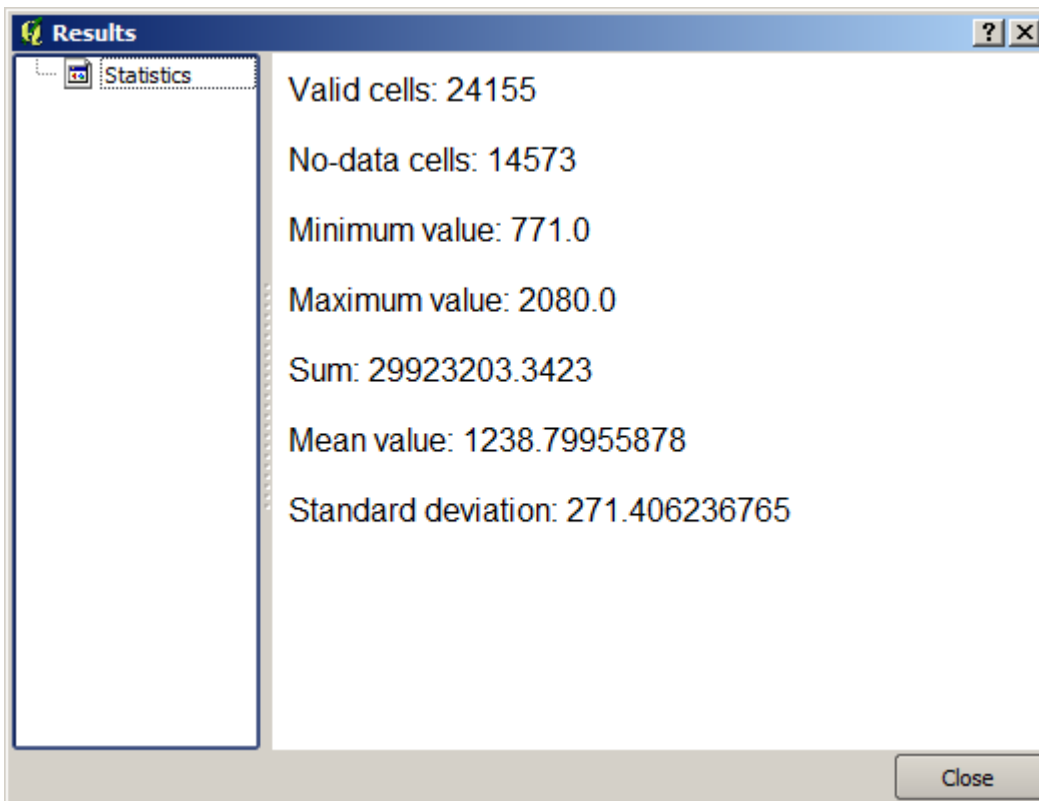 Results
Statistics
Valid cells: 24155
No-data cells: 14573
Minimum value: 771.0
Maximum value: 2080.0
Sum: 29923203.3423
Mean value: 1238.79955878
Standard deviation: 271.406236765
Close